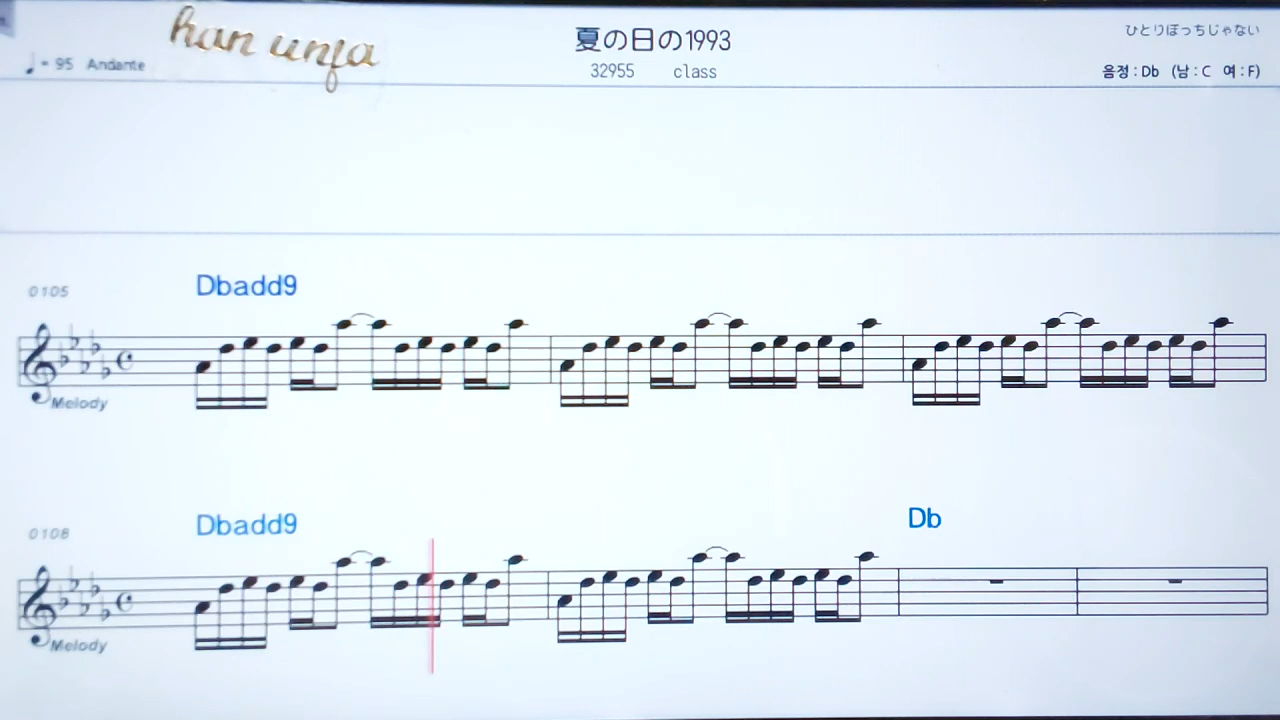 han unfa
夏の日の1993
ひとりぼっちじゃない
♩= 95 Andante
32955 class
음정 : Db (남 : C 여 : F)
0105
Dbadd9
Melody
0108
Dbadd9
Db
Melody